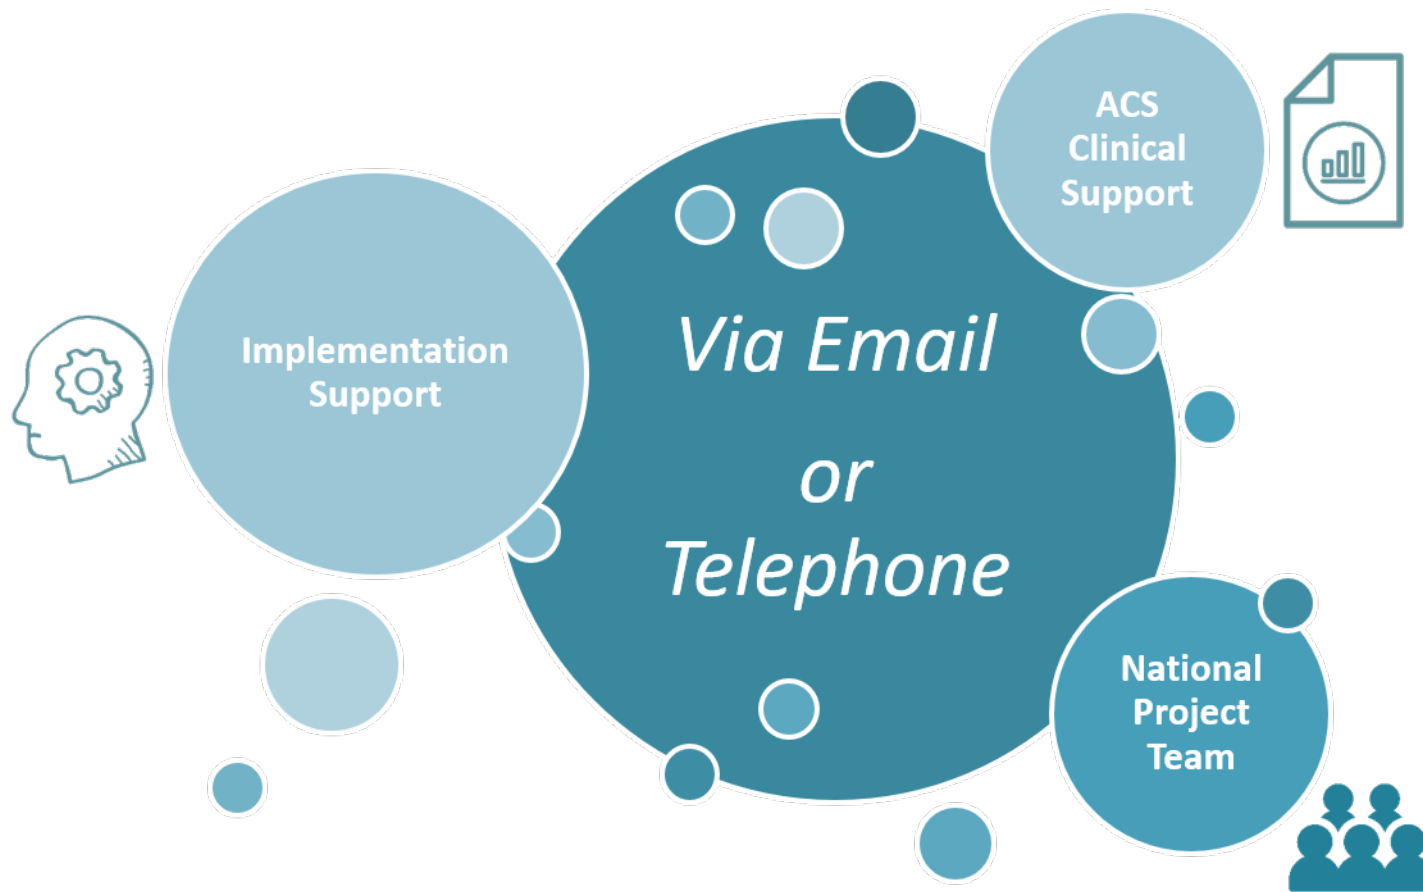 ACS
Clinical
Support
Implementation
Support
Via Email
or
Telephone
National
Project
Team